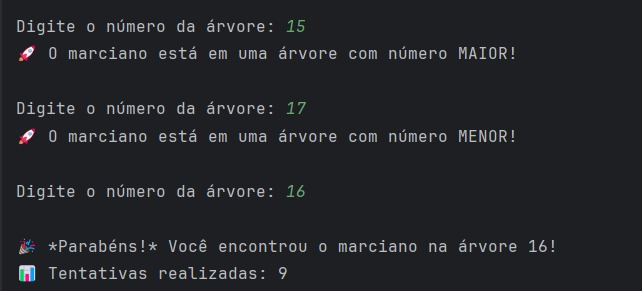 Digite o número da árvore: 15
🚀 O marciano está em uma árvore com número MAIOR!
Digite o número da árvore: 17
🚀 O marciano está em uma árvore com número MENOR!
Digite o número da árvore: 16
🎉 *Parabéns!* Você encontrou o marciano na árvore 16!
📊 Tentativas realizadas: 9